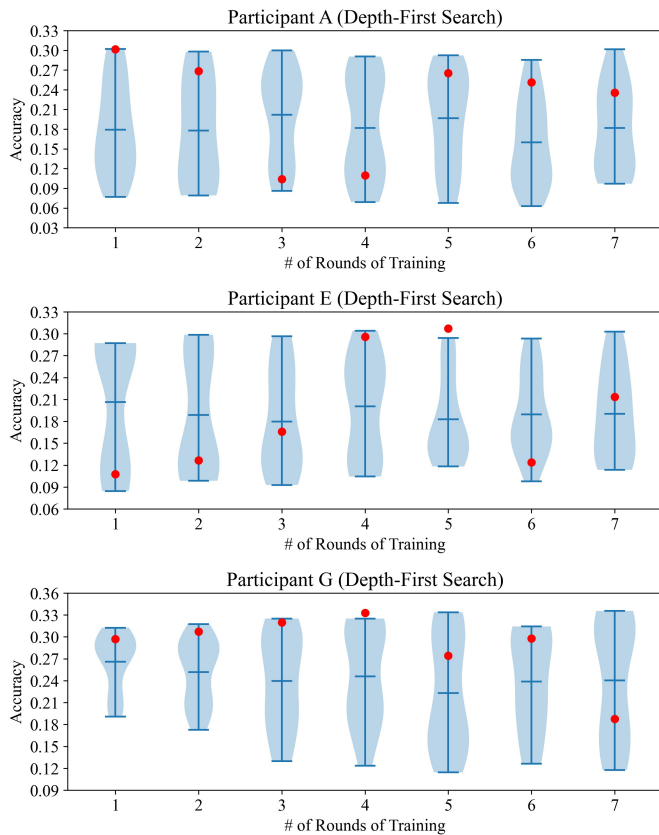 Participant A (Depth-First Search)
0.33
0.30
0.27
0.24
0.21
0.18
0.15
0.12
0.09
0.06
0.03
Accuracy
1 2 3 4 5 6 7
# of Rounds of Training
Participant E (Depth-First Search)
0.33
0.30
0.27
0.24
0.21
0.18
0.15
0.12
0.09
0.06
Accuracy
1 2 3 4 5 6 7
# of Rounds of Training
Participant G (Depth-First Search)
0.36
0.33
0.30
0.27
0.24
0.21
0.18
0.15
0.12
0.09
Accuracy
1 2 3 4 5 6 7
# of Rounds of Training